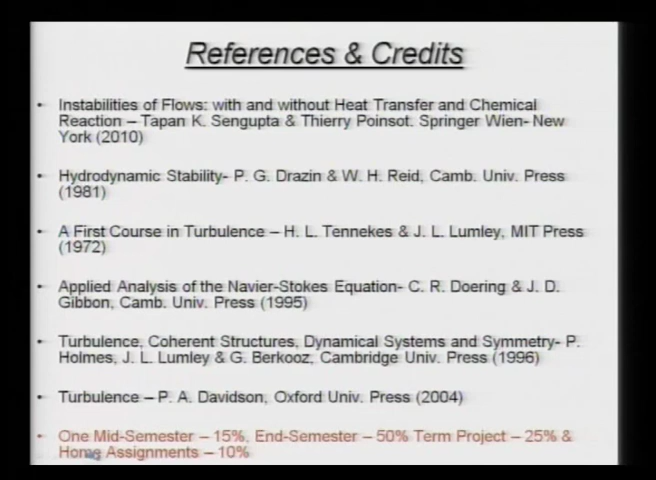 References & Credits
• Instabilities of Flows: with and without Heat Transfer and Chemical
Reaction – Tapan K. Sengupta & Thierry Poinsot. Springer Wien- New
York (2010)
• Hydrodynamic Stability- P. G. Drazin & W. H. Reid, Camb. Univ. Press
(1981)
• A First Course in Turbulence – H. L. Tennekes & J. L. Lumley, MIT Press
(1972)
• Applied Analysis of the Navier-Stokes Equation- C. R. Doering & J. D.
Gibbon, Camb. Univ. Press (1995)
• Turbulence, Coherent Structures, Dynamical Systems and Symmetry- P.
Holmes, J. L. Lumley & G. Berkooz, Cambridge Univ. Press (1996)
• Turbulence – P. A. Davidson, Oxford Univ. Press (2004)
• One Mid-Semester – 15%, End-Semester – 50% Term Project – 25% &
Home Assignments – 10%